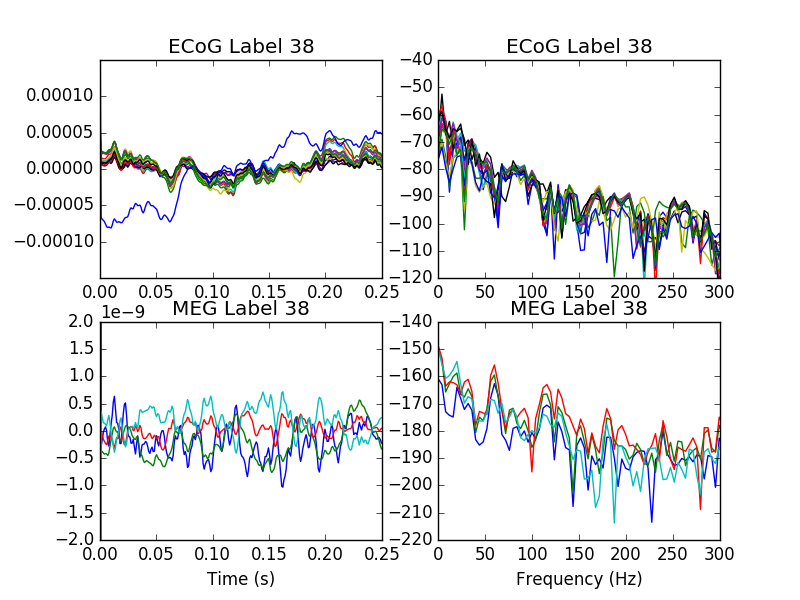 ECoG Label 38
0.00010
0.00005
0.00000
−0.00005
−0.00010
0.00 0.05 0.10 0.15 0.20 0.25
ECoG Label 38
−40
−50
−60
−70
−80
−90
−100
−110
−120
0 50 100 150 200 250 300
MEG Label 38
1e−9
2.0
1.5
1.0
0.5
0.0
−0.5
−1.0
−1.5
−2.0
0.00 0.05 0.10 0.15 0.20 0.25
Time (s)
MEG Label 38
−140
−150
−160
−170
−180
−190
−200
−210
−220
0 50 100 150 200 250 300
Frequency (Hz)